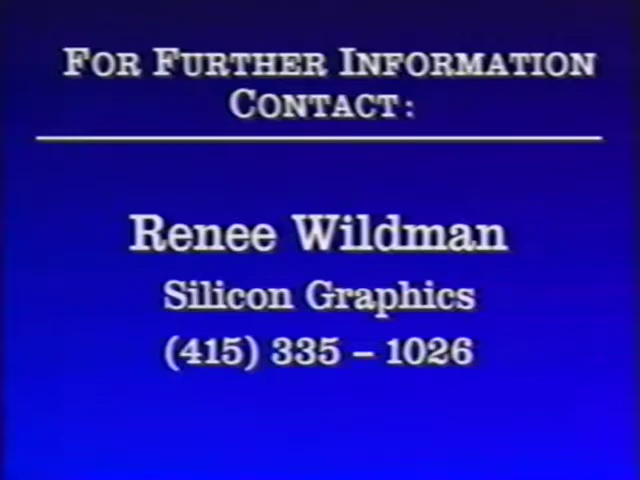 For Further Information
Contact:
Renee Wildman
Silicon Graphics
(415) 335 – 1026